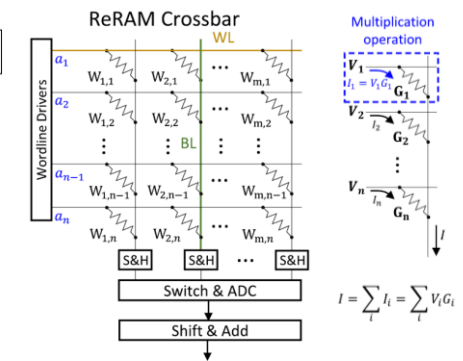 ReRAM Crossbar
WL
Wordline Drivers
a₁
W₁,₁ W₂,₁ ... Wₘ,₁
a₂
W₁,₂ W₂,₂ ... Wₘ,₂
⋮ ⋮ BL ⋮ ⋮
aₙ₋₁
W₁,ₙ₋₁ W₂,ₙ₋₁ ... Wₘ,ₙ₋₁
aₙ
W₁,ₙ W₂,ₙ ... Wₘ,ₙ
S&H S&H ... S&H
Switch & ADC
Shift & Add
Multiplication
operation
V₁
I₁ = V₁G₁
G₁
V₂
I₂
G₂
⋮
Vₙ
Iₙ
Gₙ
I
I = ∑ᵢ Iᵢ = ∑ᵢ VᵢGᵢ